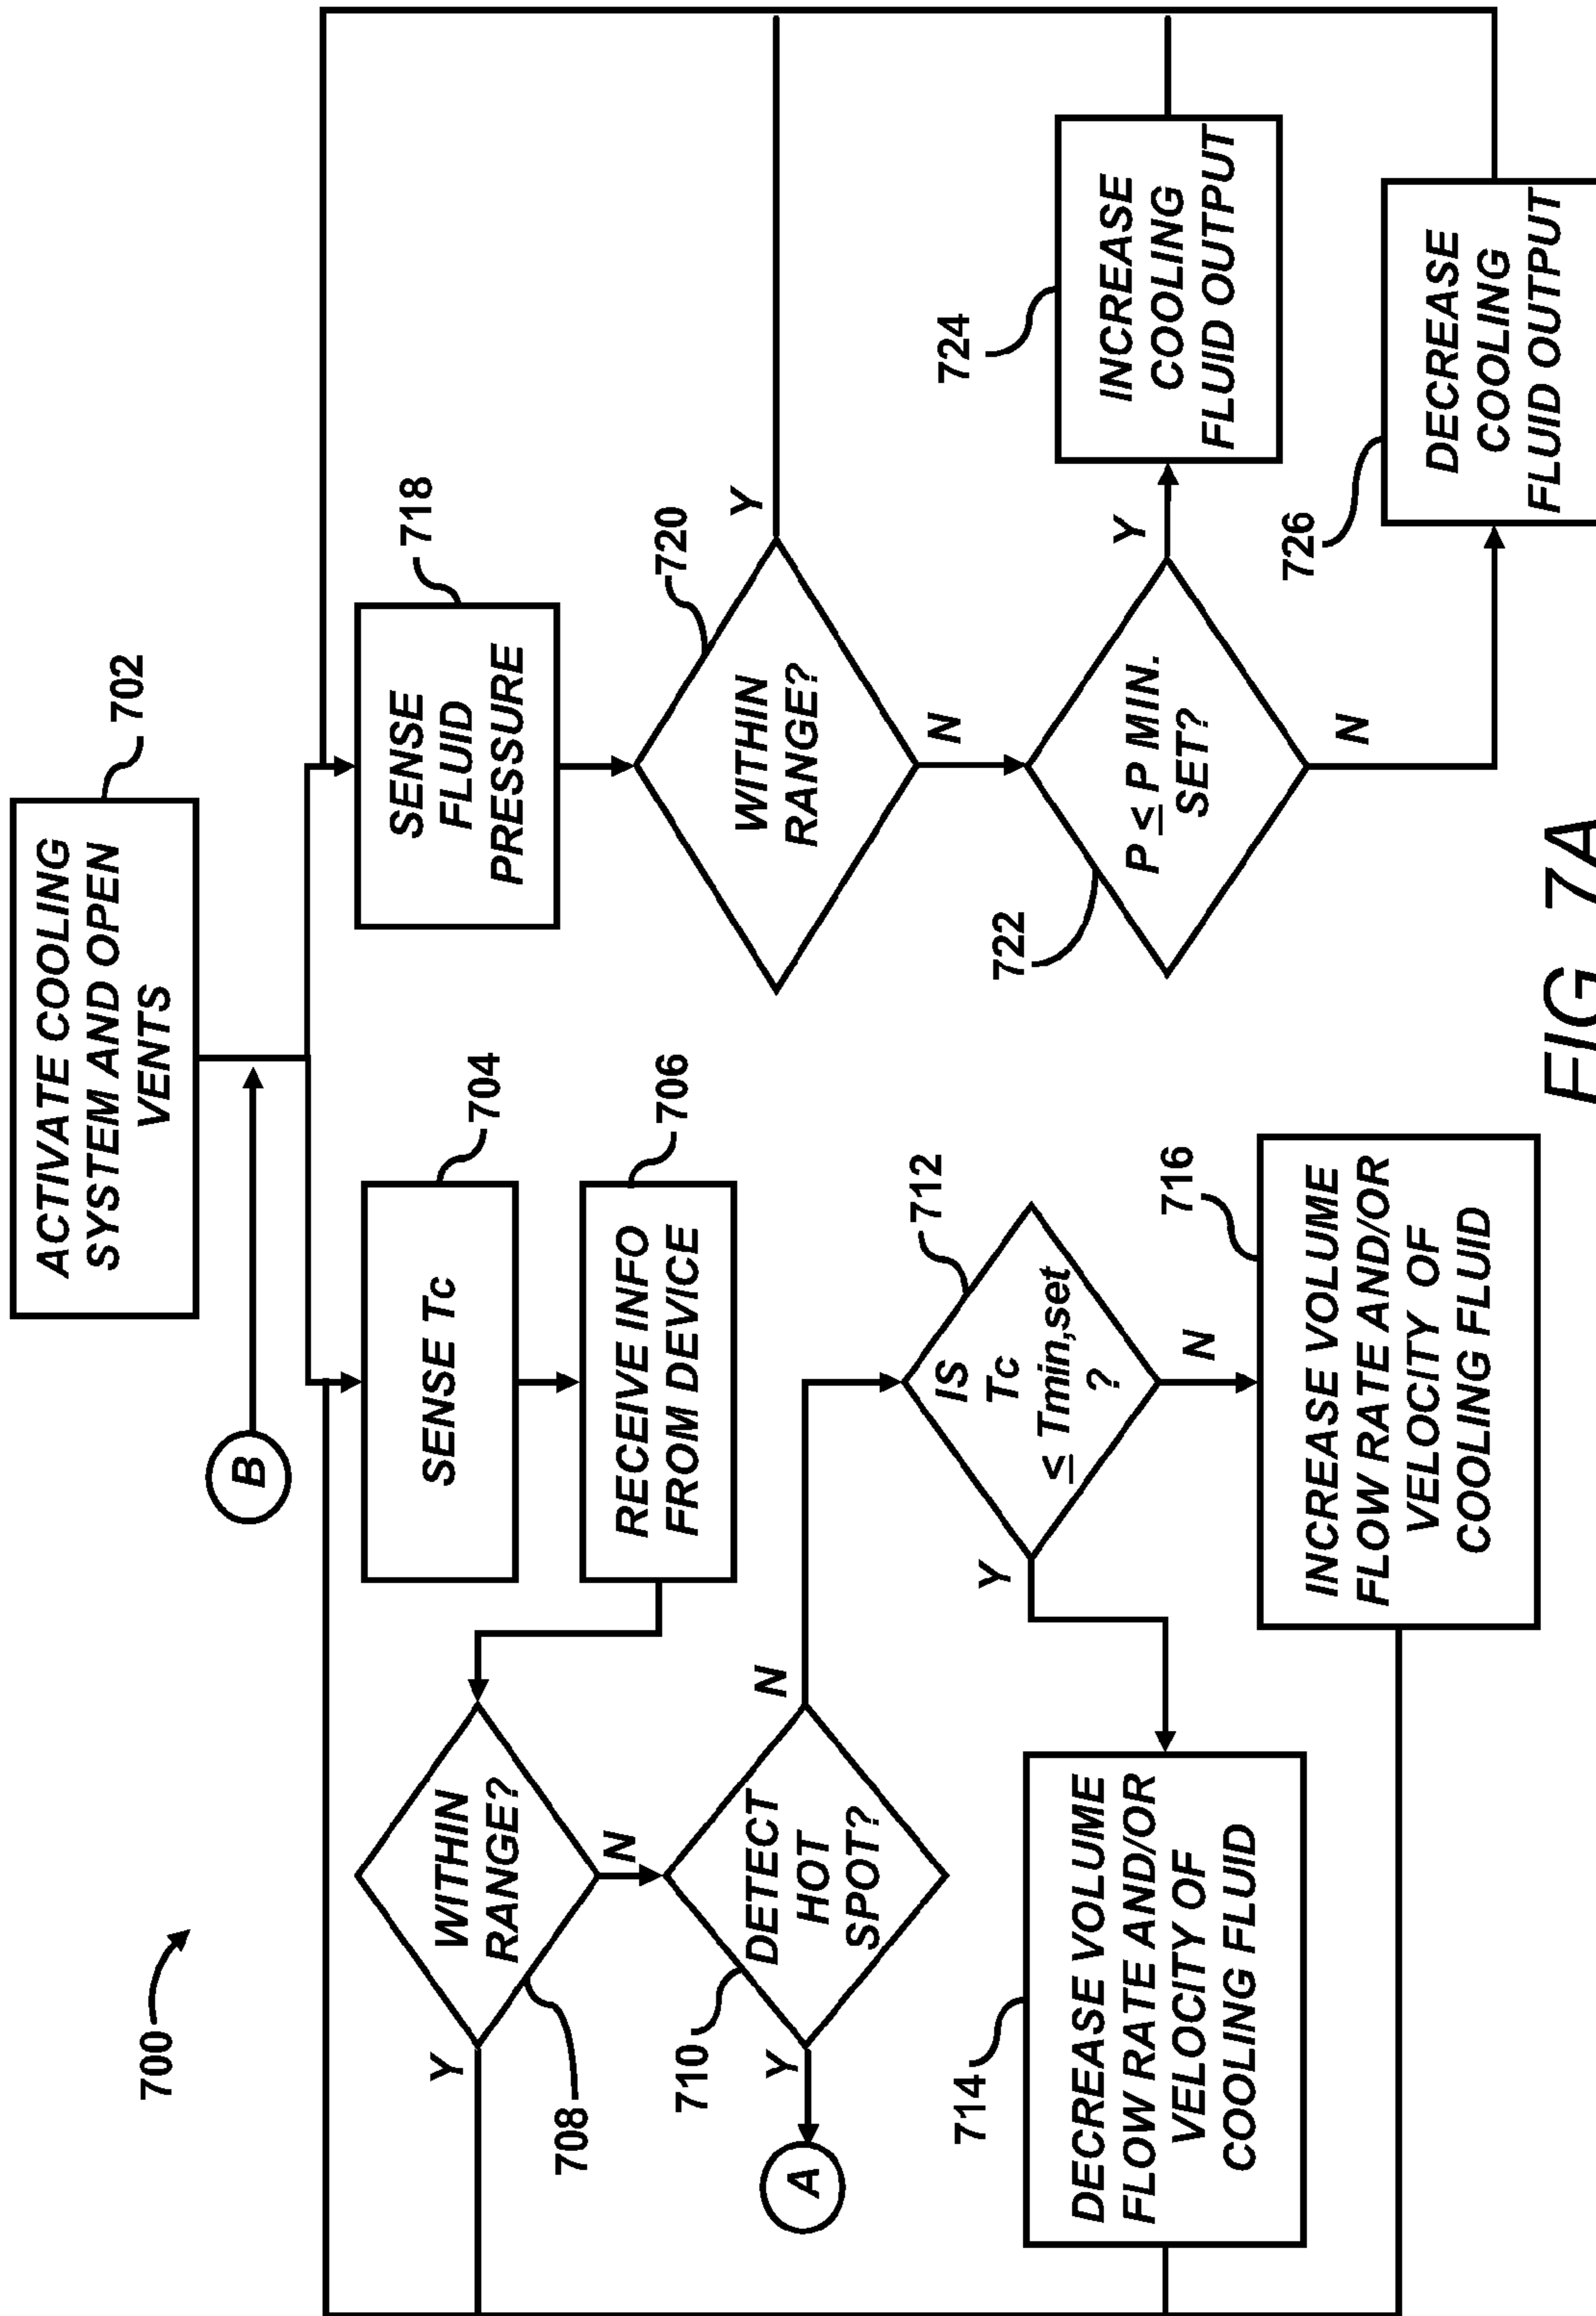 700
ACTIVATE COOLING
SYSTEM AND OPEN
VENTS
702
B
SENSE Tc
704
RECEIVE INFO
FROM DEVICE
706
WITHIN
RANGE?
Y
N
708
DETECT
HOT
SPOT?
710
Y
N
A
IS
Tc
≤ Tmin,set
?
712
Y
N
DECREASE VOLUME
FLOW RATE AND/OR
VELOCITY OF
COOLING FLUID
714
INCREASE VOLUME
FLOW RATE AND/OR
VELOCITY OF
COOLING FLUID
716
SENSE
FLUID
PRESSURE
718
WITHIN
RANGE?
720
Y
N
P ≤ P MIN.
SET?
722
Y
N
INCREASE
COOLING
FLUID OUTPUT
724
DECREASE
COOLING
FLUID OUTPUT
726
FIG. 7A